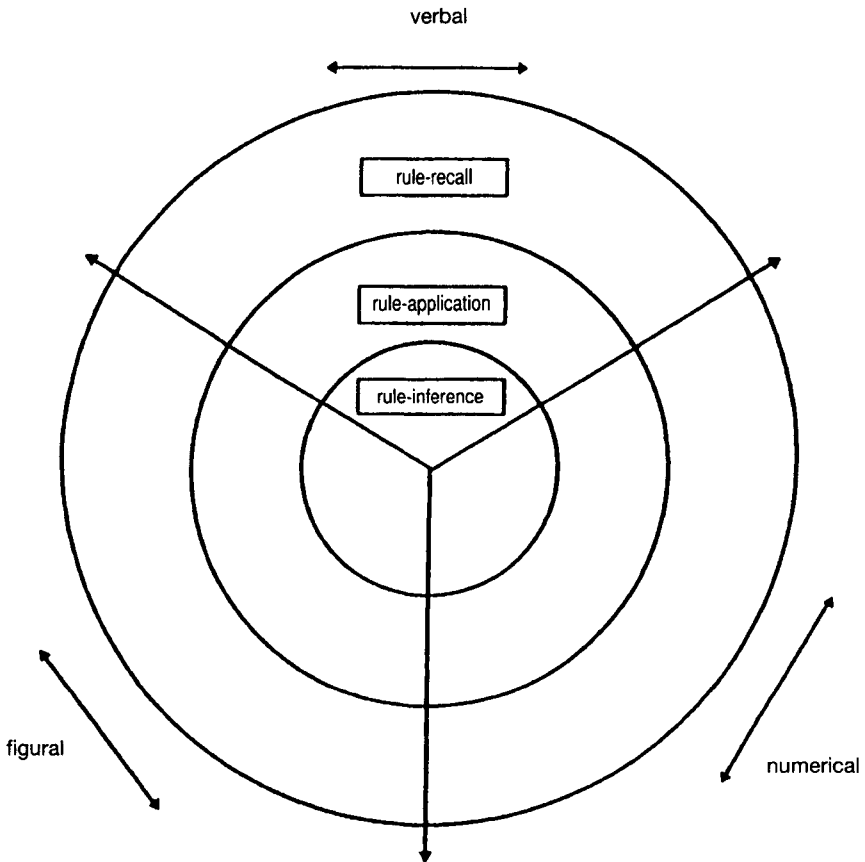 verbal
rule-recall
rule-application
rule-inference
figural
numerical